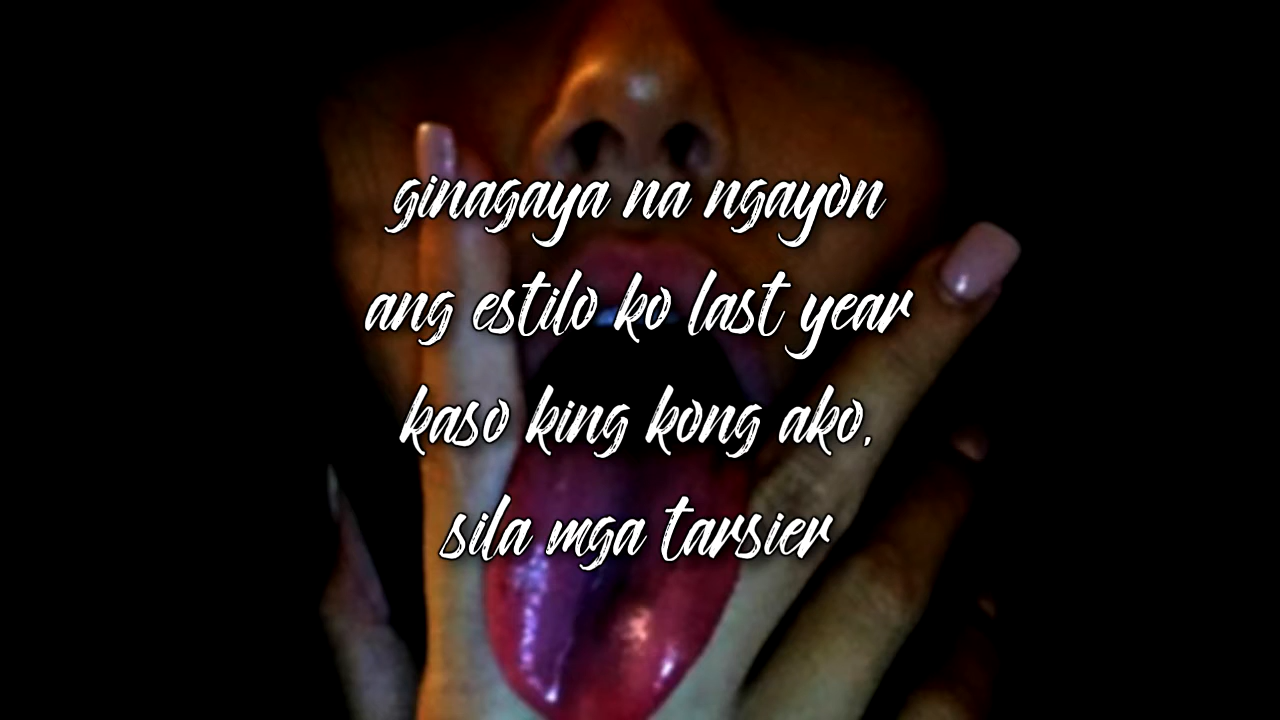 ginagaya na ngayon
ang estilo ko last year
kaso king kong ako,
sila mga tarsier